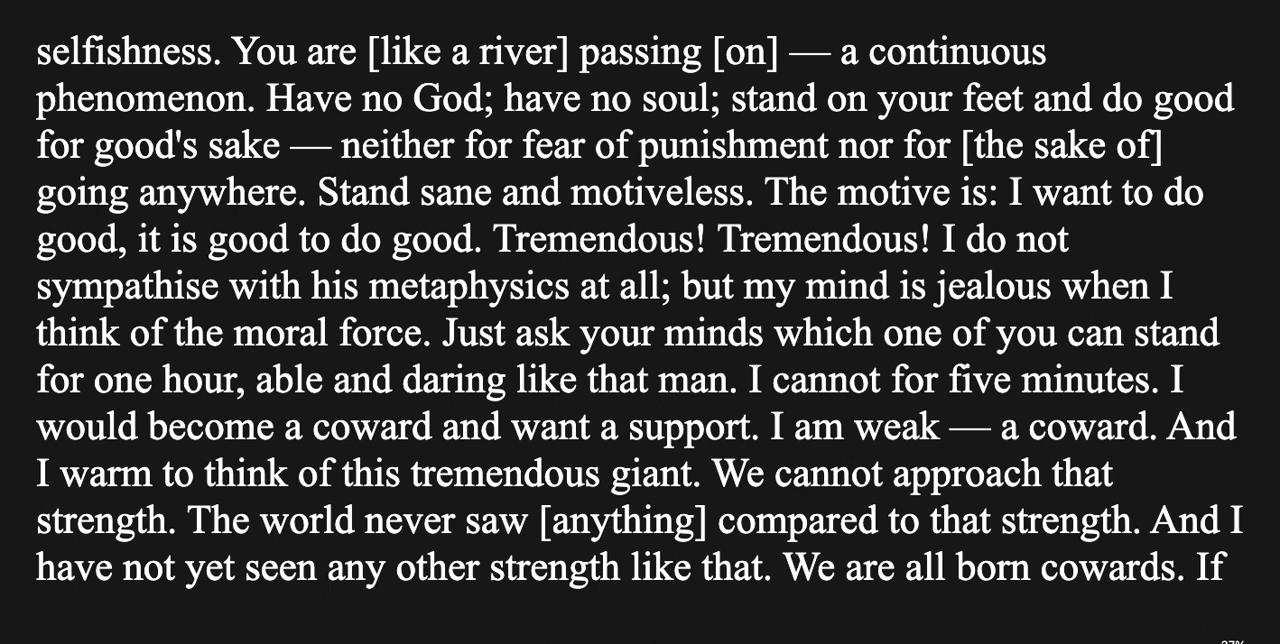 selfishness. You are [like a river] passing [on] — a continuous
phenomenon. Have no God; have no soul; stand on your feet and do good
for good's sake — neither for fear of punishment nor for [the sake of]
going anywhere. Stand sane and motiveless. The motive is: I want to do
good, it is good to do good. Tremendous! Tremendous! I do not
sympathise with his metaphysics at all; but my mind is jealous when I
think of the moral force. Just ask your minds which one of you can stand
for one hour, able and daring like that man. I cannot for five minutes. I
would become a coward and want a support. I am weak — a coward. And
I warm to think of this tremendous giant. We cannot approach that
strength. The world never saw [anything] compared to that strength. And I
have not yet seen any other strength like that. We are all born cowards. If